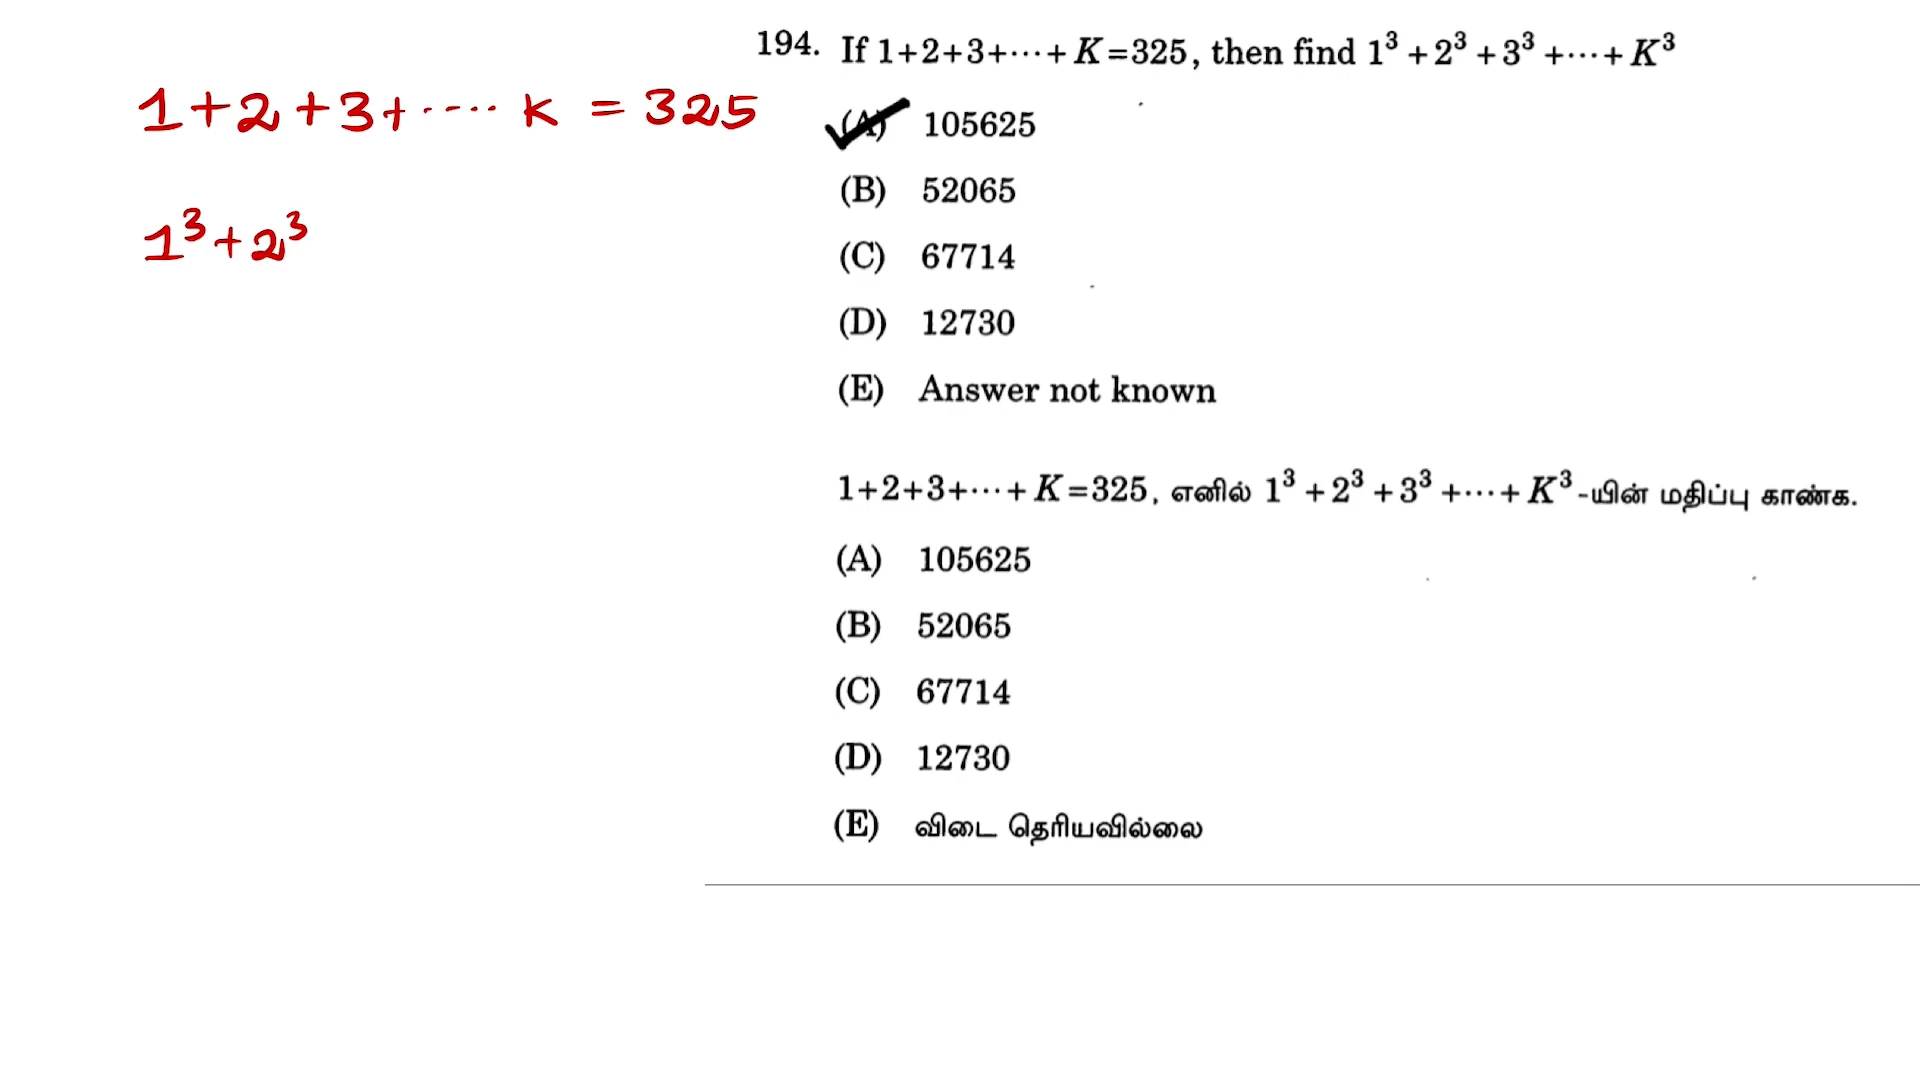 194. If 1+2+3+⋯+K=325, then find 1³+2³+3³+⋯+K³
1+2+3+---- k = 325
(A) 105625
(B) 52065
1³+2³
(C) 67714
(D) 12730
(E) Answer not known
1+2+3+⋯+K=325, எனில் 1³+2³+3³+⋯+K³-யின் மதிப்பு காண்க.
(A) 105625
(B) 52065
(C) 67714
(D) 12730
(E) விடை தெரியவில்லை